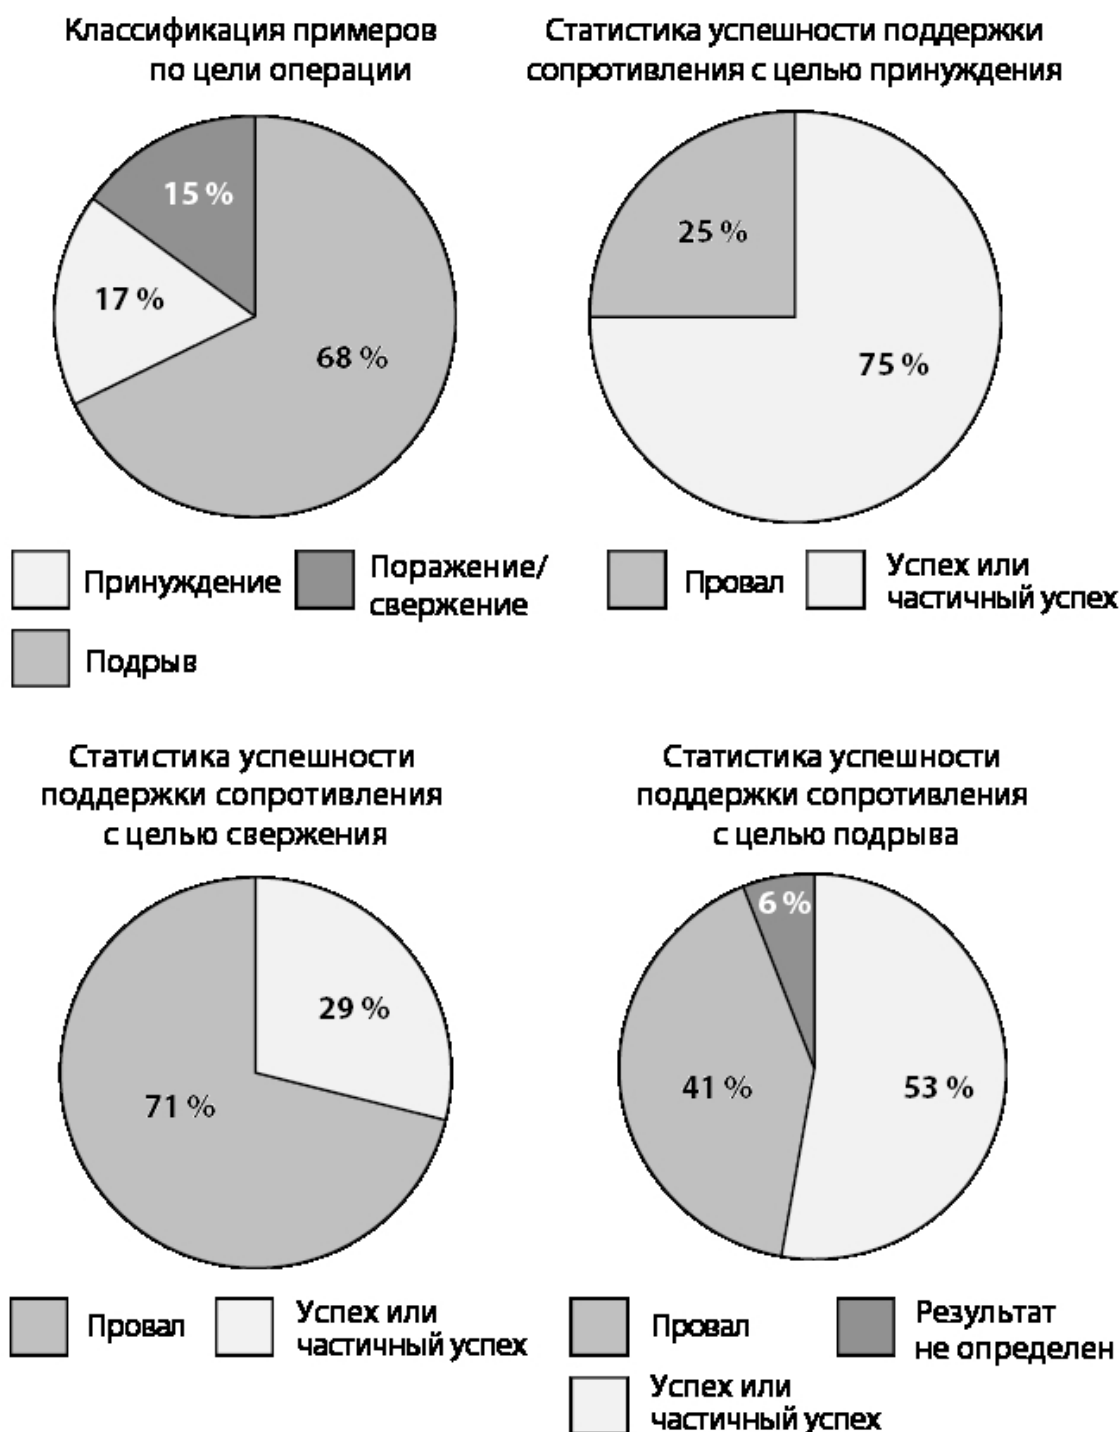 Классификация примеров
по цели операции
15 %
17 %
68 %
Принуждение
Поражение/
свержение
Подрыв
Статистика успешности поддержки
сопротивления с целью принуждения
25 %
75 %
Провал
Успех или
частичный успех
Статистика успешности
поддержки сопротивления
с целью свержения
29 %
71 %
Провал
Успех или
частичный успех
Статистика успешности
поддержки сопротивления
с целью подрыва
6 %
41 %
53 %
Провал
Результат
не определен
Успех или
частичный успех